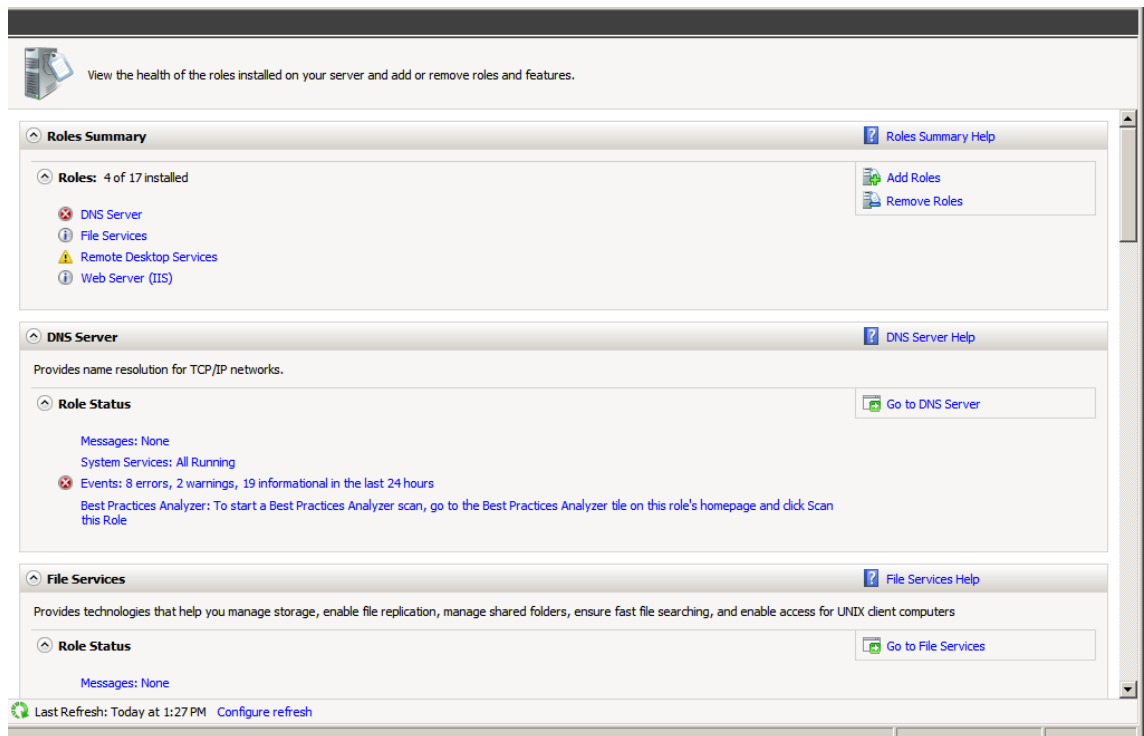 View the health of the roles installed on your server and add or remove roles and features.
Roles Summary
Roles Summary Help
Roles: 4 of 17 installed
Add Roles
Remove Roles
DNS Server
File Services
Remote Desktop Services
Web Server (IIS)
DNS Server
DNS Server Help
Provides name resolution for TCP/IP networks.
Role Status
Go to DNS Server
Messages: None
System Services: All Running
Events: 8 errors, 2 warnings, 19 informational in the last 24 hours
Best Practices Analyzer: To start a Best Practices Analyzer scan, go to the Best Practices Analyzer tile on this role's homepage and click Scan
this Role
File Services
File Services Help
Provides technologies that help you manage storage, enable file replication, manage shared folders, ensure fast file searching, and enable access for UNIX client computers
Role Status
Go to File Services
Messages: None
Last Refresh: Today at 1:27 PM Configure refresh